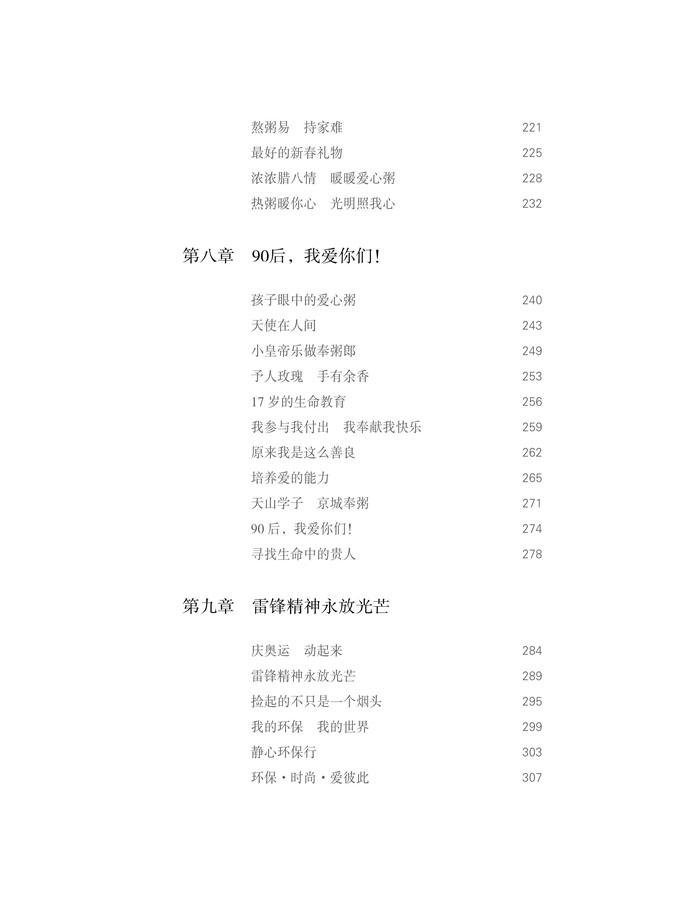 熬粥易　持家难 221
最好的新春礼物 225
浓浓腊八情　暖暖爱心粥 228
热粥暖你心　光明照我心 232
第八章　90后，我爱你们！
孩子眼中的爱心粥 240
天使在人间 243
小皇帝乐做奉粥郎 249
予人玫瑰　手有余香 253
17 岁的生命教育 256
我参与我付出　我奉献我快乐 259
原来我是这么善良 262
培养爱的能力 265
天山学子　京城奉粥 271
90 后，我爱你们！ 274
寻找生命中的贵人 278
第九章　雷锋精神永放光芒
庆奥运　动起来 284
雷锋精神永放光芒 289
捡起的不只是一个烟头 295
我的环保　我的世界 299
静心环保行 303
环保·时尚·爱彼此 307